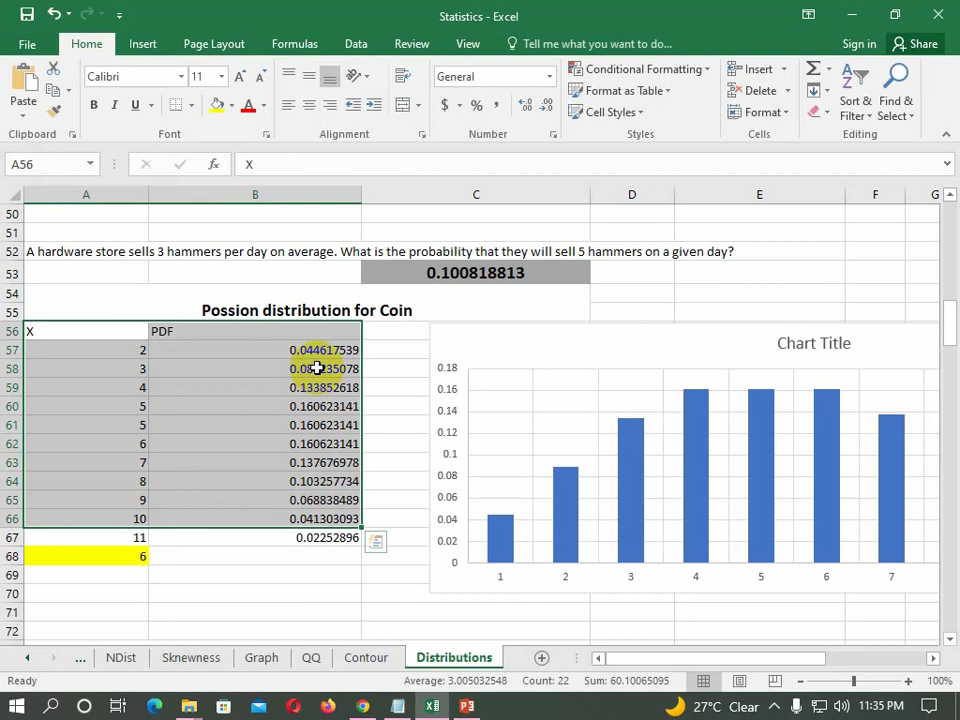 Statistics - Excel
File Home Insert Page Layout Formulas Data Review View Tell me what you want to do... Sign in Share
Calibri 11 General Conditional Formatting Insert
Paste B I U $ % Format as Table Delete Sort & Find &
Cell Styles Format Filter Select
Clipboard Font Alignment Number Styles Cells Editing
A56 fx X
A B C D E F G
50
51
52 A hardware store sells 3 hammers per day on average. What is the probability that they will sell 5 hammers on a given day?
53 0.100818813
54
55 Possion distribution for Coin
56 X PDF
57 2 0.044617539
58 3 235078
59 4 0.133852618
60 5 0.160623141
61 5 0.160623141
62 6 0.160623141
63 7 0.137676978
64 8 0.103257734
65 9 0.068838489
66 10 0.041303093
67 11 0.02252896
68 6
69
70
71
72
Chart Title
0.18
0.16
0.14
0.12
0.1
0.08
0.06
0.04
0.02
0
1 2 3 4 5 6 7
... NDist Sknewness Graph QQ Contour Distributions
Ready Average: 3.005032548 Count: 22 Sum: 60.10065095 100%
27°C Clear 11:35 PM